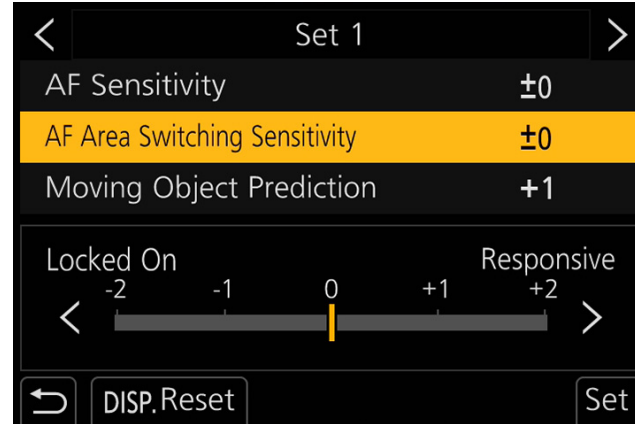 Set 1
AF Sensitivity ±0
AF Area Switching Sensitivity ±0
Moving Object Prediction +1
Locked On Responsive
-2 -1 0 +1 +2
DISP. Reset Set